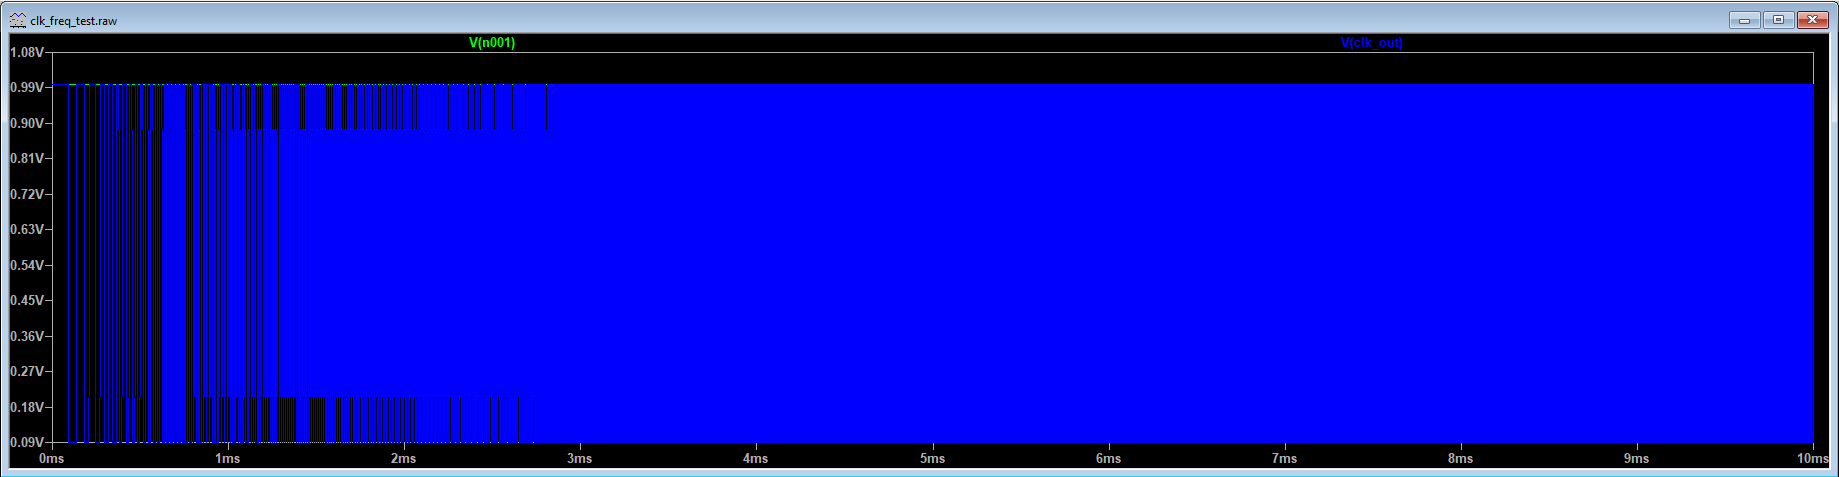 clk_freq_test.raw
V(n001) V(clk_out)
1.08V
0.99V
0.90V
0.81V
0.72V
0.63V
0.54V
0.45V
0.36V
0.27V
0.18V
0.09V
0ms 1ms 2ms 3ms 4ms 5ms 6ms 7ms 8ms 9ms 10ms